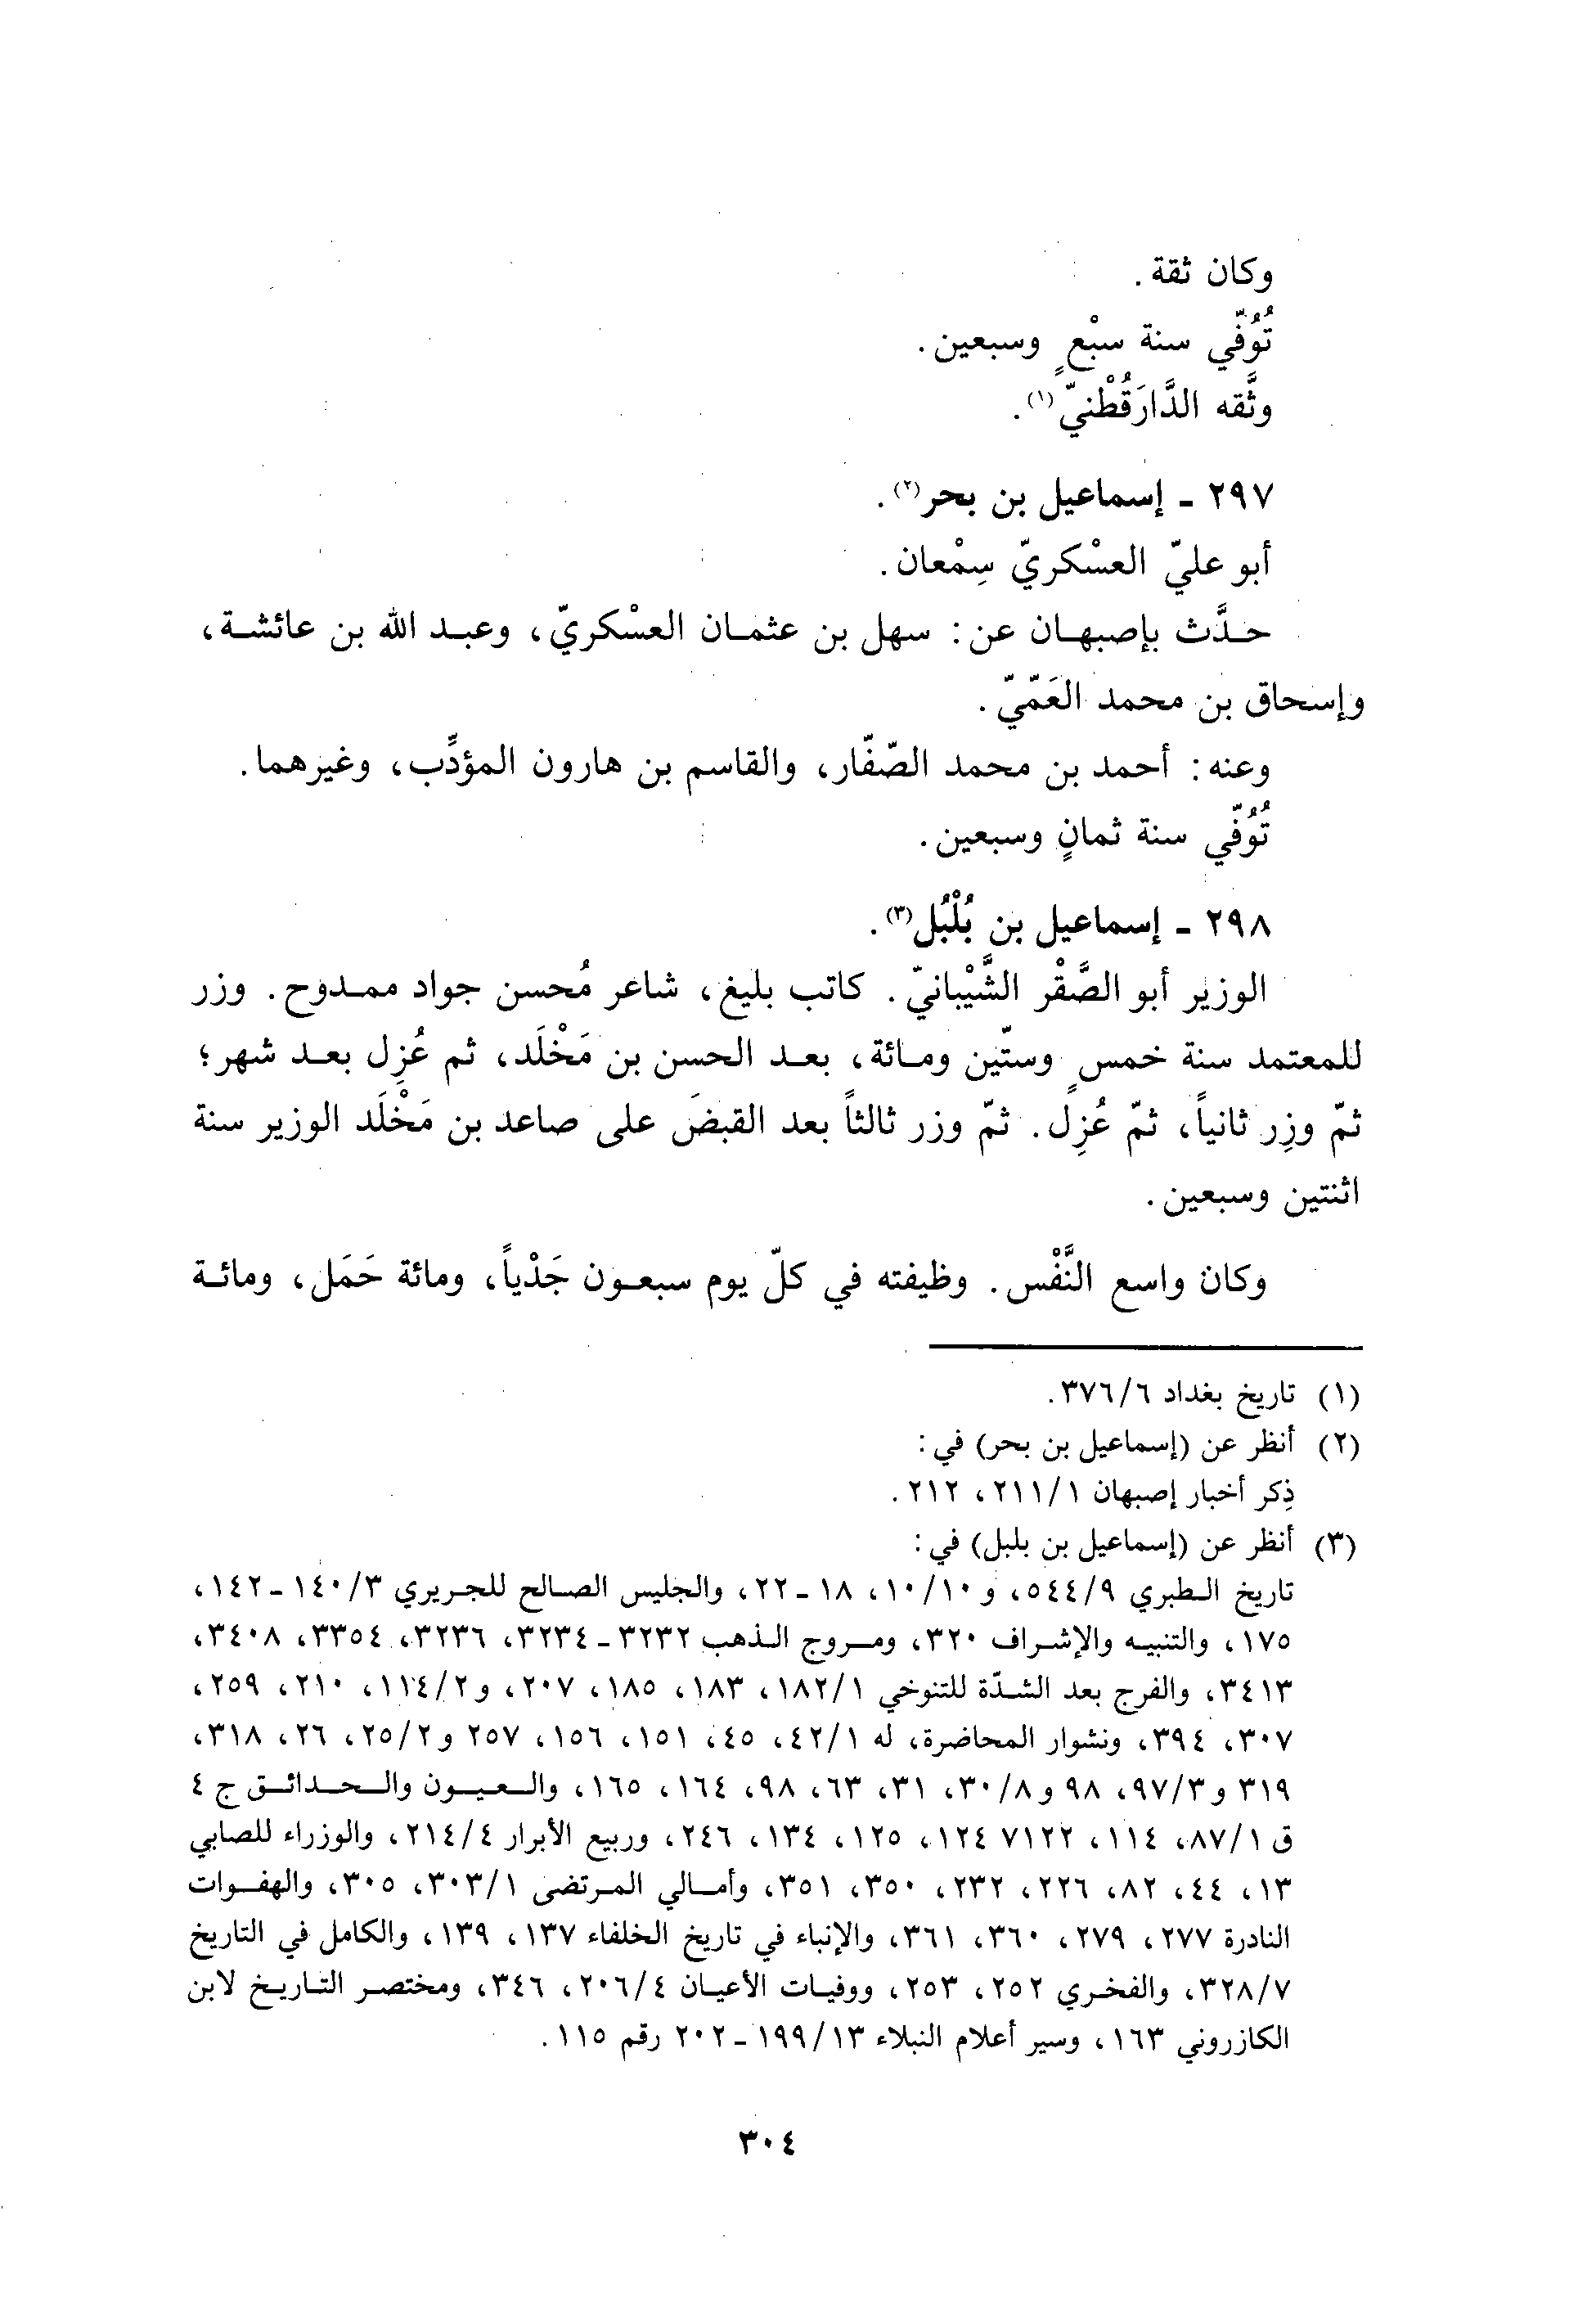 وكان ثقة.
تُوُفّي سنة سبْعٍ وسبعين.
وثَّقه الدَّارَقُطْنيّ(١).
٢٩٧ - إسماعيل بن بحر(٢).
أبو عليّ العسْكريّ سِمْعان.
حدَّث بإصبهان عن: سهل بن عثمان العسْكريّ، وعبد الله بن عائشة،
وإسحاق بن محمد العَمّيّ.
وعنه: أحمد بن محمد الصّفّار، والقاسم بن هارون المؤدِّب، وغيرهما.
تُوُفّي سنة ثمانٍ وسبعين.
٢٩٨ - إسماعيل بن بُلْبُل(٣).
الوزير أبو الصَّقْر الشَّيْبانيّ. كاتب بليغ، شاعر مُحسن جواد ممدوح. وزر
للمعتمد سنة خمسٍ وستّين ومائة، بعد الحسن بن مَخْلَد، ثم عُزِل بعد شهر؛
ثمّ وزِر ثانياً، ثمّ عُزِل. ثمّ وزر ثالثاً بعد القبضَ على صاعد بن مَخْلَد الوزير سنة
اثنتين وسبعين.
وكان واسع النَّفْس. وظيفته في كلّ يوم سبعون جَدْياً، ومائة حَمَل، ومائة
(١) تاريخ بغداد ٣٧٦/٦.
(٢) أنظر عن (إسماعيل بن بحر) في:
ذِكر أخبار إصبهان ٢١١/١، ٢١٢.
(٣) أنظر عن (إسماعيل بن بلبل) في:
تاريخ الطبري ٥٤٤/٩، و١٠/١٠، ١٨ - ٢٢، والجليس الصالح للجريري ١٤٠/٣ - ١٤٢،
١٧٥، والتنبيه والإشراف ٣٢٠، ومروج الذهب ٣٢٣٢ - ٣٢٣٤، ٣٢٣٦، ٣٣٥٤، ٣٤٠٨،
٣٤١٣، والفرج بعد الشدّة للتنوخي ١٨٢/١، ١٨٣، ١٨٥، ٢٠٧، و١١٤/٢، ٢١٠، ٢٥٩،
٣٠٧، ٣٩٤، ونشوار المحاضرة، له ٤٢/١، ٤٥، ١٥١، ١٥٦، ٢٥٧ و٢٥/٢، ٢٦، ٣١٨،
٣١٩ و٩٧/٣، ٩٨ و٣٠/٨، ٣١، ٦٣، ٩٨، ١٦٤، ١٦٥، والعيون والحدائق ج ٤
ق ٨٧/١، ١١٤، ٧١٢٢ ١٢٤، ١٢٥، ١٣٤، ٢٤٦، وربيع الأبرار ٢١٤/٤، والوزراء للصابي
١٣، ٤٤، ٨٢، ٢٢٦، ٢٣٢، ٣٥٠، ٣٥١، وأمالي المرتضى ٣٠٣/١، ٣٠٥، والهفوات
النادرة ٢٧٧، ٢٧٩، ٣٦٠، ٣٦١، والإنباء في تاريخ الخلفاء ١٣٧، ١٣٩، والكامل في التاريخ
٣٢٨/٧، والفخري ٢٥٢، ٢٥٣، ووفيات الأعيان ٢٠٦/٤، ٣٤٦، ومختصر التاريخ لابن
الكازروني ١٦٣، وسير أعلام النبلاء ١٩٩/١٣ - ٢٠٢ رقم ١١٥.
٣٠٤